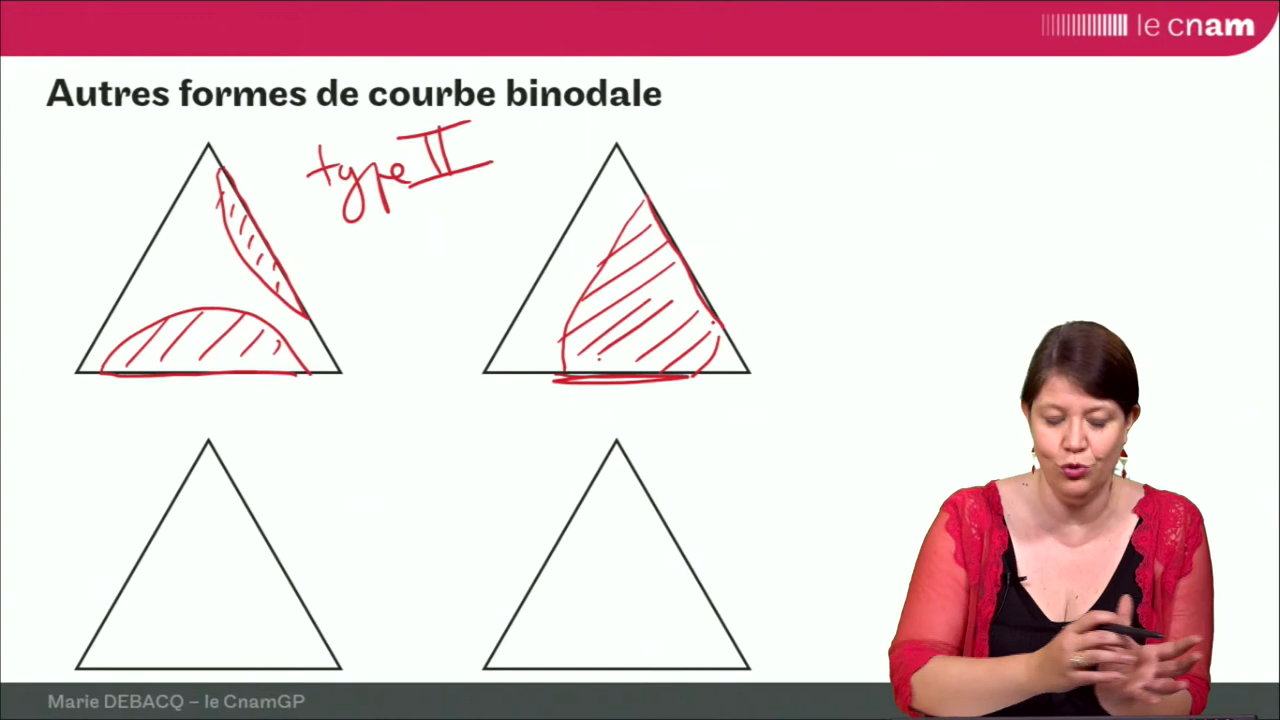 le cnam
Autres formes de courbe binodale
type II
Marie DEBACQ – le CnamGP